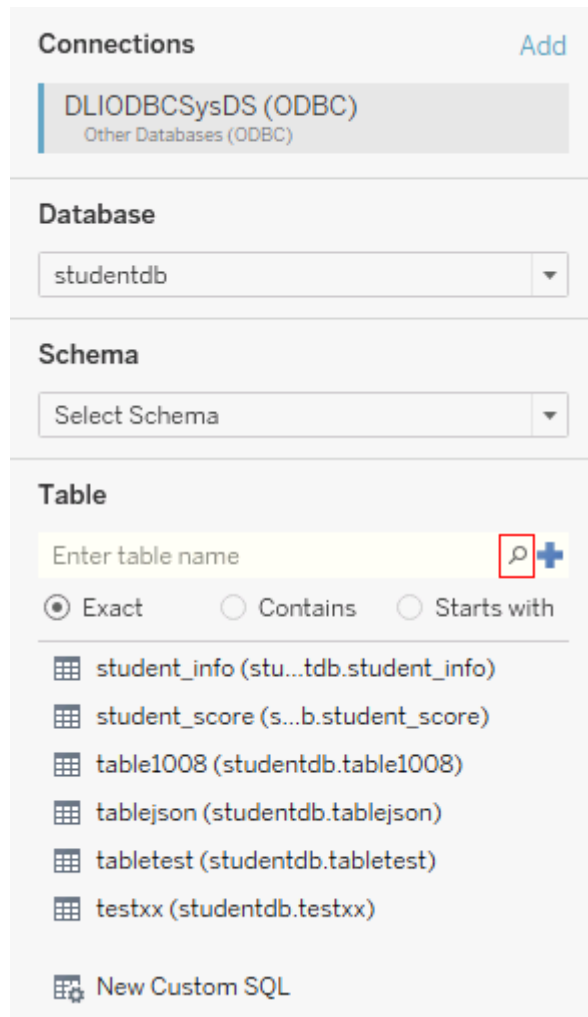 Connections Add
DLIODBCSysDS (ODBC)
Other Databases (ODBC)
Database
studentdb
Schema
Select Schema
Table
Enter table name
Exact Contains Starts with
student_info (stu...tdb.student_info)
student_score (s...b.student_score)
table1008 (studentdb.table1008)
tablejson (studentdb.tablejson)
tabletest (studentdb.tabletest)
testxx (studentdb.testxx)
New Custom SQL